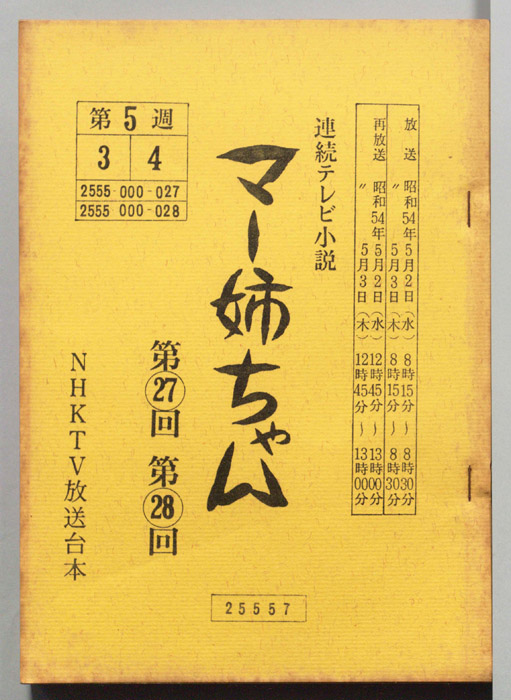 放送 昭和54年5月2日(水) 8時15分〜8時30分
〃 5月3日(木) 8時15分〜8時30分
再放送 昭和54年5月2日(水) 12時45分〜13時00分
〃 5月3日(木) 12時45分〜13時00分
連続テレビ小説
マー姉ちゃん
第27回 第28回
第5週
3 4
2555-000-027
2555-000-028
NHKTV放送台本
25557